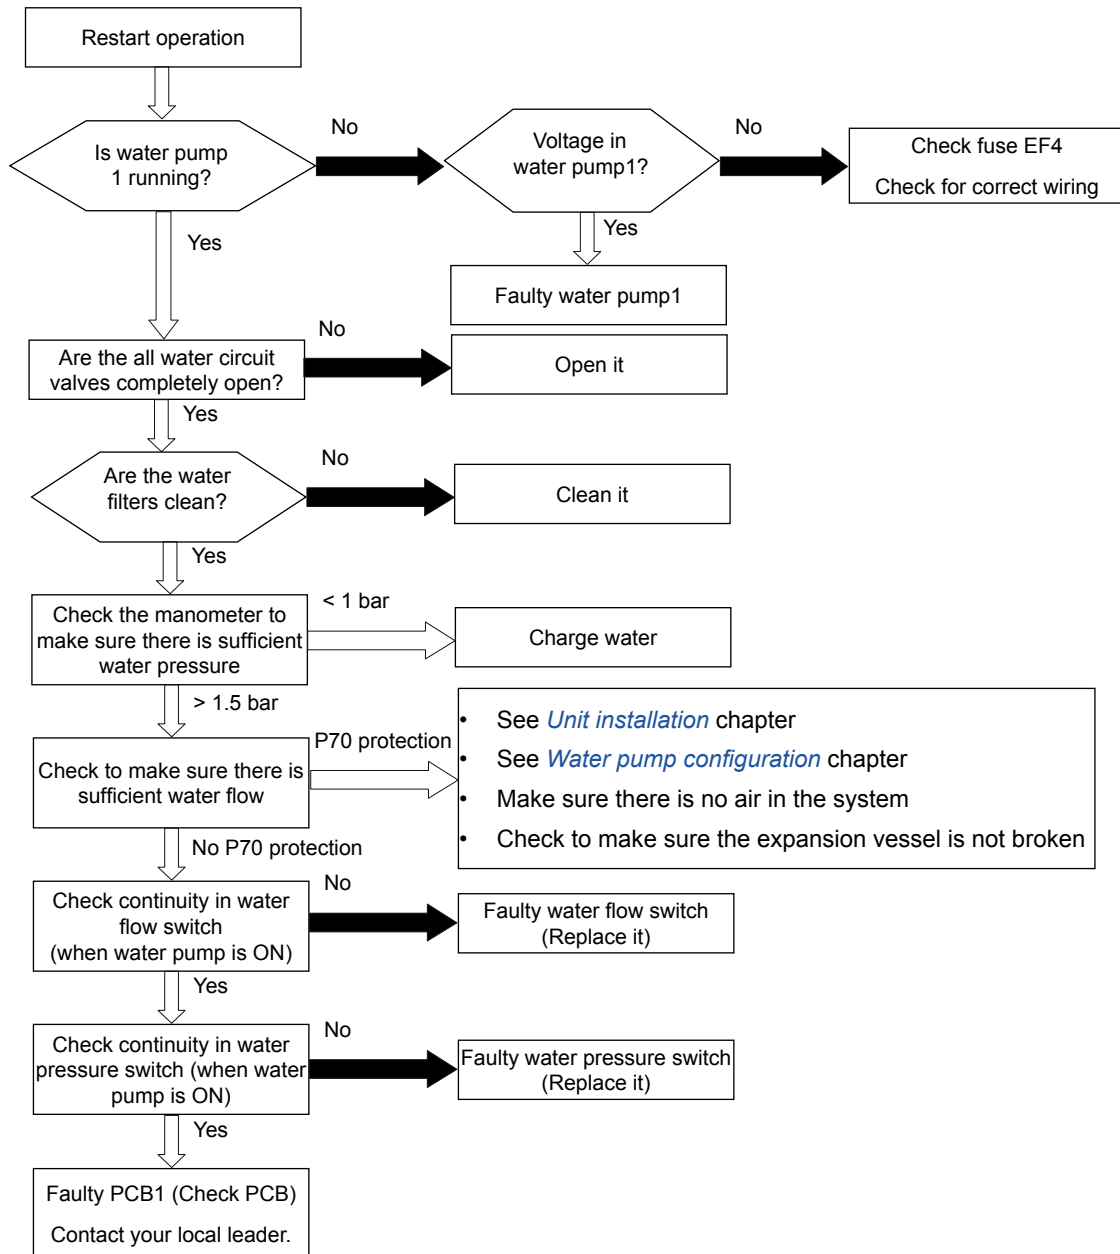 Restart operation
No
No
Is water pump
1 running?
Voltage in
water pump1?
Check fuse EF4
Check for correct wiring
Yes
Yes
Faulty water pump1
No
Are the all water circuit
valves completely open?
Open it
Yes
No
Are the water
filters clean?
Clean it
Yes
< 1 bar
Check the manometer to
make sure there is sufficient
water pressure
Charge water
> 1.5 bar
P70 protection
Check to make sure there is
sufficient water flow
• See Unit installation chapter
• See Water pump configuration chapter
• Make sure there is no air in the system
• Check to make sure the expansion vessel is not broken
No P70 protection
No
Check continuity in water
flow switch
(when water pump is ON)
Faulty water flow switch
(Replace it)
Yes
No
Check continuity in water
pressure switch (when water
pump is ON)
Faulty water pressure switch
(Replace it)
Yes
Faulty PCB1 (Check PCB)
Contact your local leader.